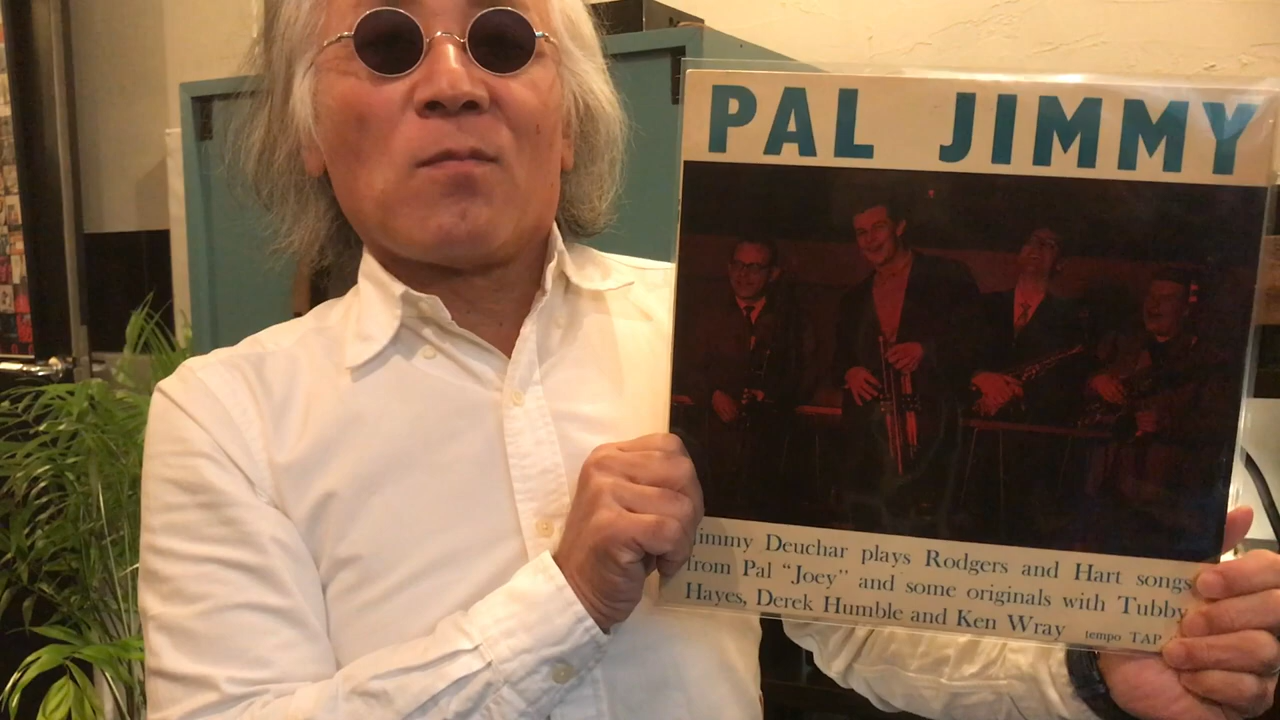 PAL JIMMY
Jimmy Deuchar plays Rodgers and Hart songs
from Pal "Joey" and some originals with Tubby
Hayes, Derek Humble and Ken Wray tempo TAP